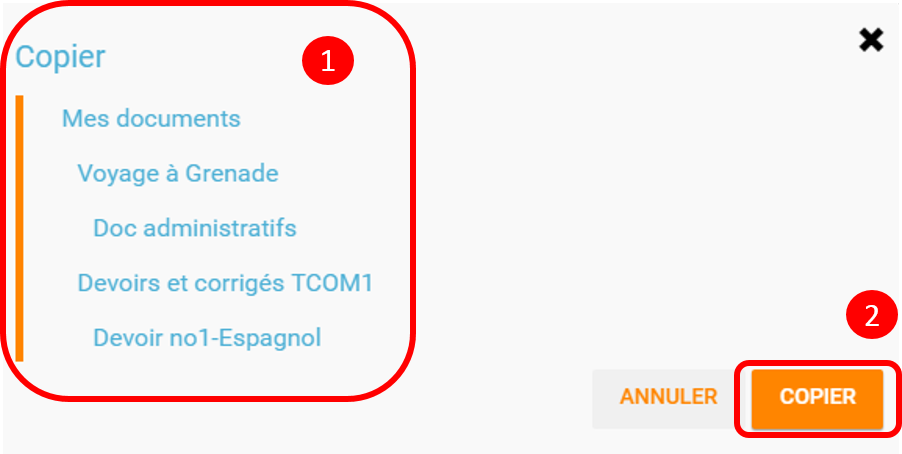 Copier
1
Mes documents
Voyage à Grenade
Doc administratifs
Devoirs et corrigés TCOM1
Devoir no1-Espagnol
2
ANNULER
COPIER